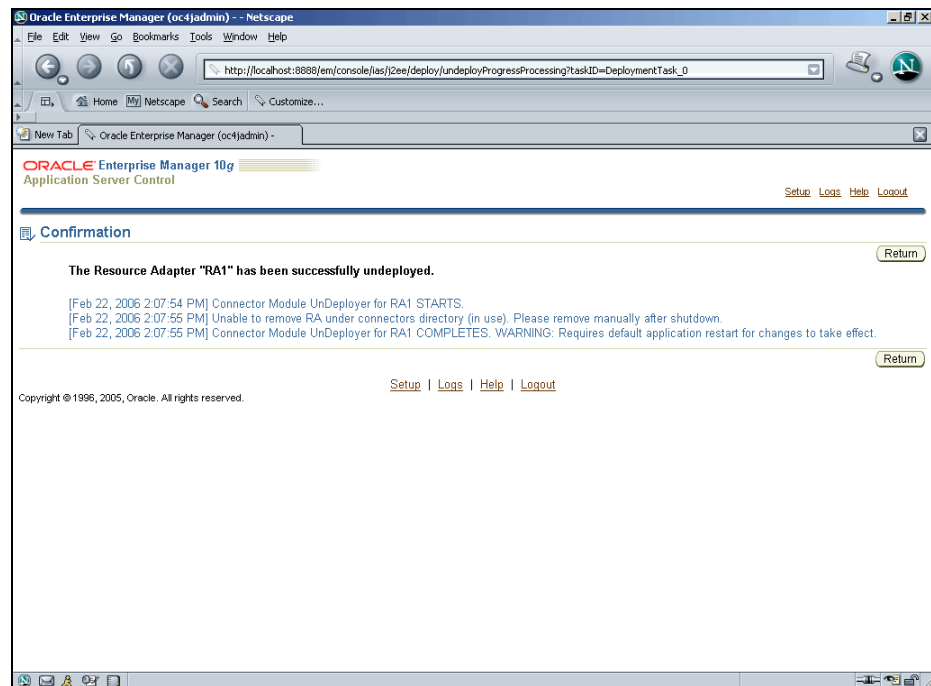 Oracle Enterprise Manager (oc4jadmin) - - Netscape
File Edit View Go Bookmarks Tools Window Help
http://localhost:8888/em/console/ias/j2ee/deploy/undeployProgressProcessing?taskID=DeploymentTask_0
Home My Netscape Search Customize...
New Tab Oracle Enterprise Manager (oc4jadmin) -
ORACLE Enterprise Manager 10g
Application Server Control
Setup Logs Help Logout
Confirmation
Return
The Resource Adapter "RA1" has been successfully undeployed.
[Feb 22, 2006 2:07:54 PM] Connector Module UnDeployer for RA1 STARTS.
[Feb 22, 2006 2:07:55 PM] Unable to remove RA under connectors directory (in use). Please remove manually after shutdown.
[Feb 22, 2006 2:07:55 PM] Connector Module UnDeployer for RA1 COMPLETES. WARNING: Requires default application restart for changes to take effect.
Return
Setup | Logs | Help | Logout
Copyright © 1996, 2005, Oracle. All rights reserved.